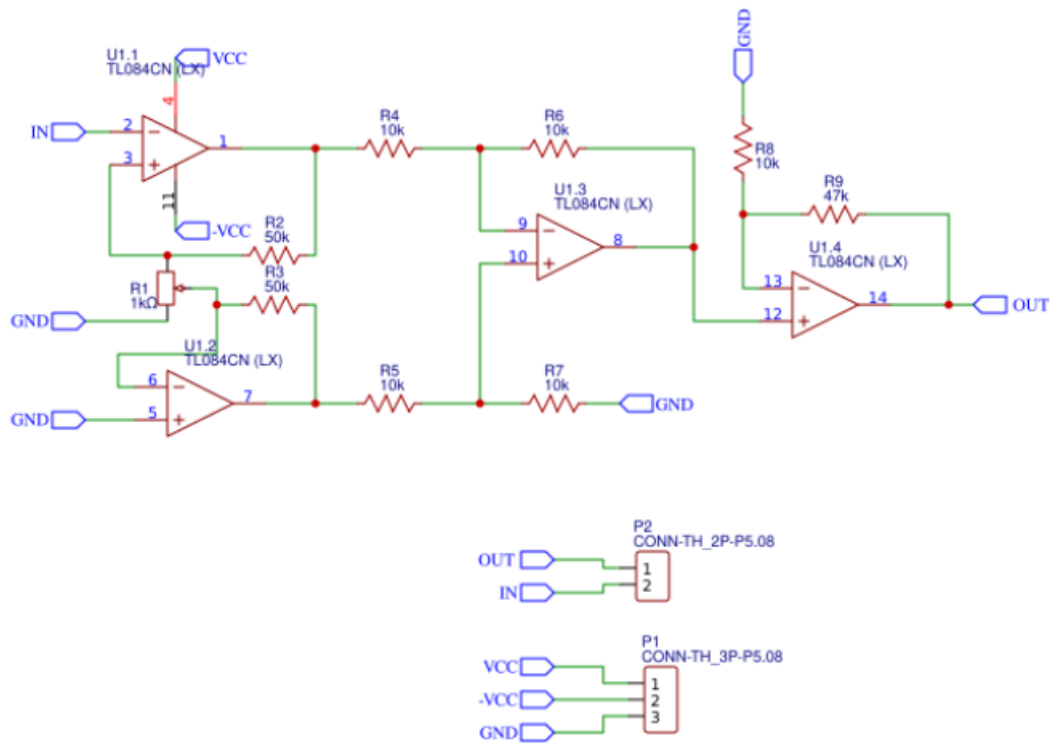 GND
U1.1
TL084CN (LX)
VCC
4
IN
2
3
1
11
-VCC
R4
10k
R6
10k
R8
10k
R9
47k
U1.3
TL084CN (LX)
9
10
8
U1.4
TL084CN (LX)
13
12
14
OUT
R2
50k
R3
50k
R1
1kΩ
GND
U1.2
TL084CN (LX)
6
5
7
GND
R5
10k
R7
10k
GND
P2
CONN-TH_2P-P5.08
OUT
1
IN
2
P1
CONN-TH_3P-P5.08
VCC
1
-VCC
2
GND
3